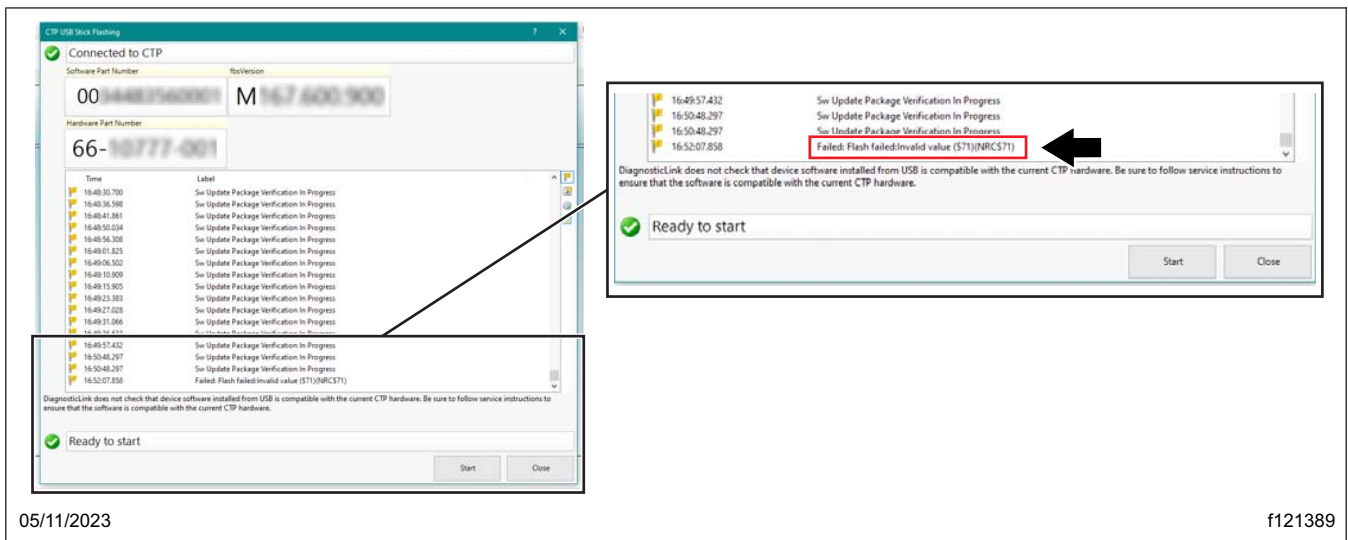 CTP USB Stick Flashing ? ×
Connected to CTP
Software Part Number fbsVersion
00 M
Hardware Part Number
66-
Time Label
16:48:30.700 Sw Update Package Verification In Progress
16:48:36.598 Sw Update Package Verification In Progress
16:48:41.861 Sw Update Package Verification In Progress
16:48:50.034 Sw Update Package Verification In Progress
16:48:56.308 Sw Update Package Verification In Progress
16:49:01.825 Sw Update Package Verification In Progress
16:49:06.502 Sw Update Package Verification In Progress
16:49:10.909 Sw Update Package Verification In Progress
16:49:15.905 Sw Update Package Verification In Progress
16:49:23.383 Sw Update Package Verification In Progress
16:49:27.028 Sw Update Package Verification In Progress
16:49:31.066 Sw Update Package Verification In Progress
Sw Update Package Verification In Progress
16:49:57.432 Sw Update Package Verification In Progress
16:50:48.297 Sw Update Package Verification In Progress
16:50:48.297 Sw Update Package Verification In Progress
16:52:07.858 Failed: Flash failed:Invalid value ($71)(NRC$71)
DiagnosticLink does not check that device software installed from USB is compatible with the current CTP hardware. Be sure to follow service instructions to
ensure that the software is compatible with the current CTP hardware.
Ready to start
Start Close
16:49:57.432 Sw Update Package Verification In Progress
16:50:48.297 Sw Update Package Verification In Progress
16:50:48.297 Sw Update Package Verification In Progress
16:52:07.858 Failed: Flash failed:Invalid value ($71)(NRC$71)
DiagnosticLink does not check that device software installed from USB is compatible with the current CTP hardware. Be sure to follow service instructions to
ensure that the software is compatible with the current CTP hardware.
Ready to start
Start Close
05/11/2023 f121389